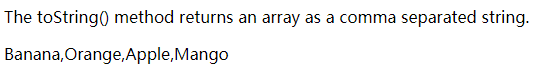 The toString() method returns an array as a comma separated string.
Banana,Orange,Apple,Mango